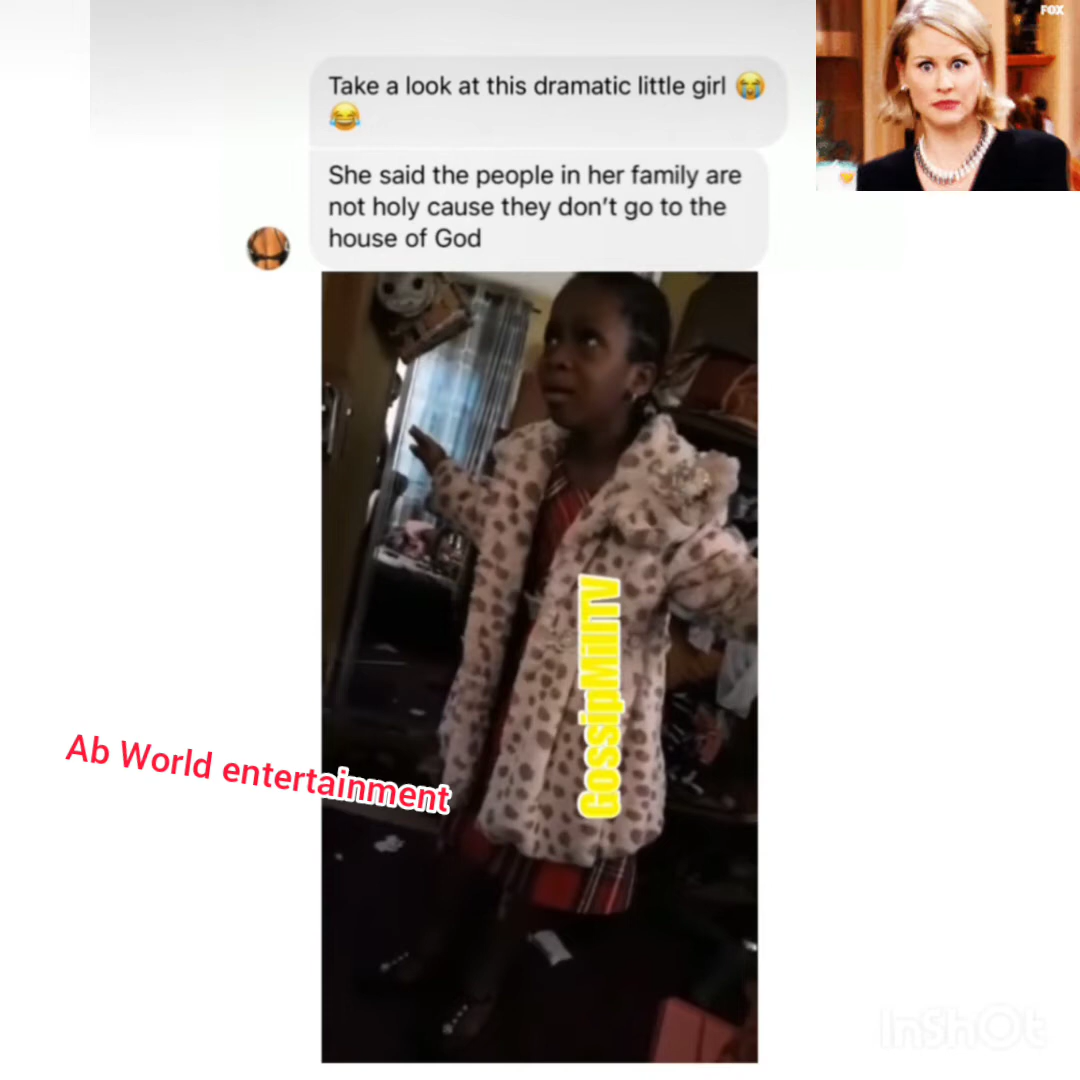 FOX
Take a look at this dramatic little girl 😭
😂
She said the people in her family are
not holy cause they don’t go to the
house of God
GossipMillTV
Ab World entertainment
InShOt